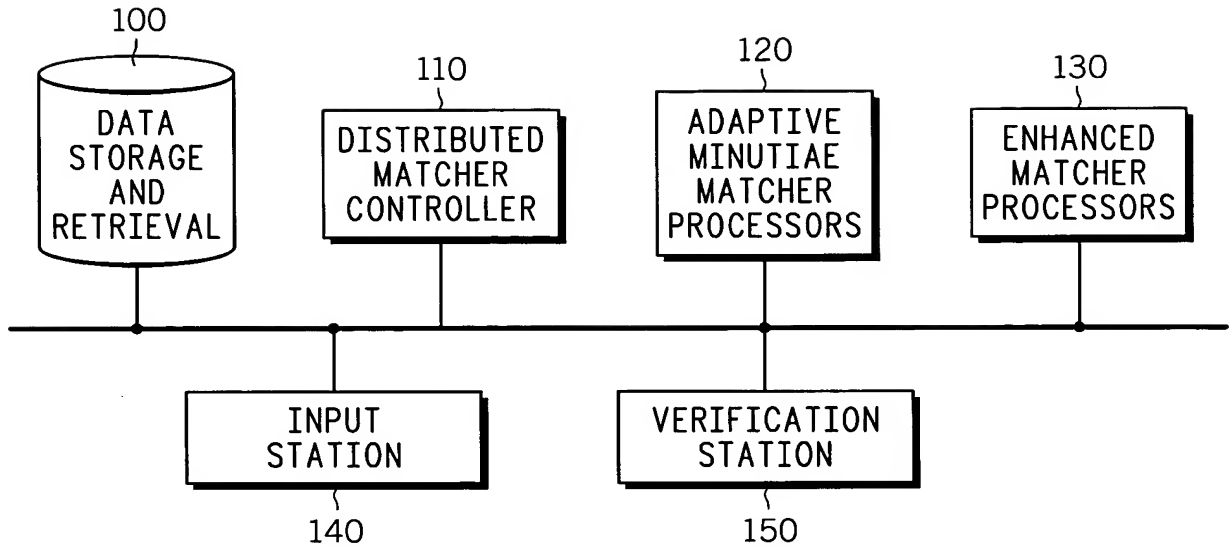 100
DATA
STORAGE
AND
RETRIEVAL
110
DISTRIBUTED
MATCHER
CONTROLLER
120
ADAPTIVE
MINUTIAE
MATCHER
PROCESSORS
130
ENHANCED
MATCHER
PROCESSORS
INPUT
STATION
140
VERIFICATION
STATION
150